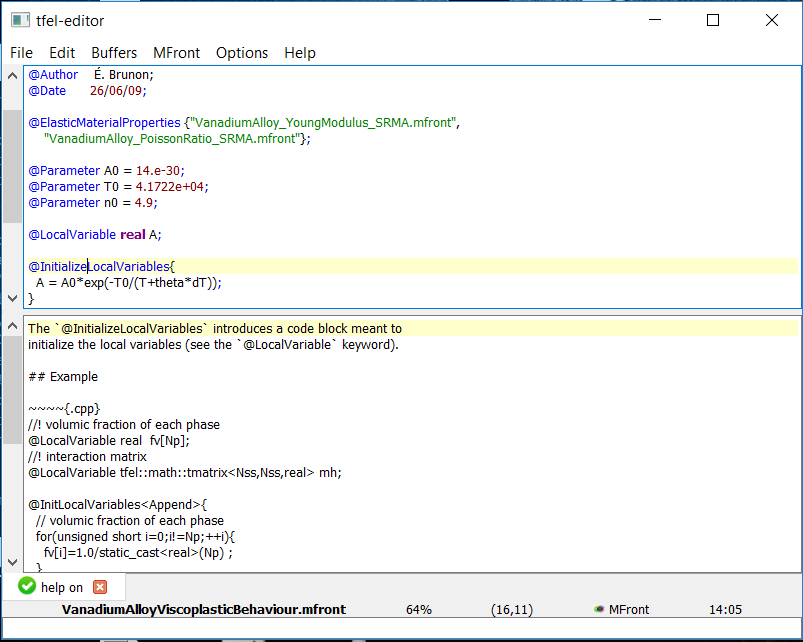 tfel-editor
File Edit Buffers MFront Options Help
@Author É. Brunon;
@Date 26/06/09;
@ElasticMaterialProperties {"VanadiumAlloy_YoungModulus_SRMA.mfront",
"VanadiumAlloy_PoissonRatio_SRMA.mfront"};
@Parameter A0 = 14.e-30;
@Parameter T0 = 4.1722e+04;
@Parameter n0 = 4.9;
@LocalVariable real A;
@InitializeLocalVariables{
A = A0*exp(-T0/(T+theta*dT));
}
The `@InitializeLocalVariables` introduces a code block meant to
initialize the local variables (see the `@LocalVariable` keyword).
## Example
~~~~{.cpp}
//! volumic fraction of each phase
@LocalVariable real fv[Np];
//! interaction matrix
@LocalVariable tfel::math::tmatrix<Nss,Nss,real> mh;
@InitLocalVariables<Append>{
// volumic fraction of each phase
for(unsigned short i=0;i!=Np;++i){
fv[i]=1.0/static_cast<real>(Np) ;
}
help on
VanadiumAlloyViscoplasticBehaviour.mfront 64% (16,11) MFront 14:05